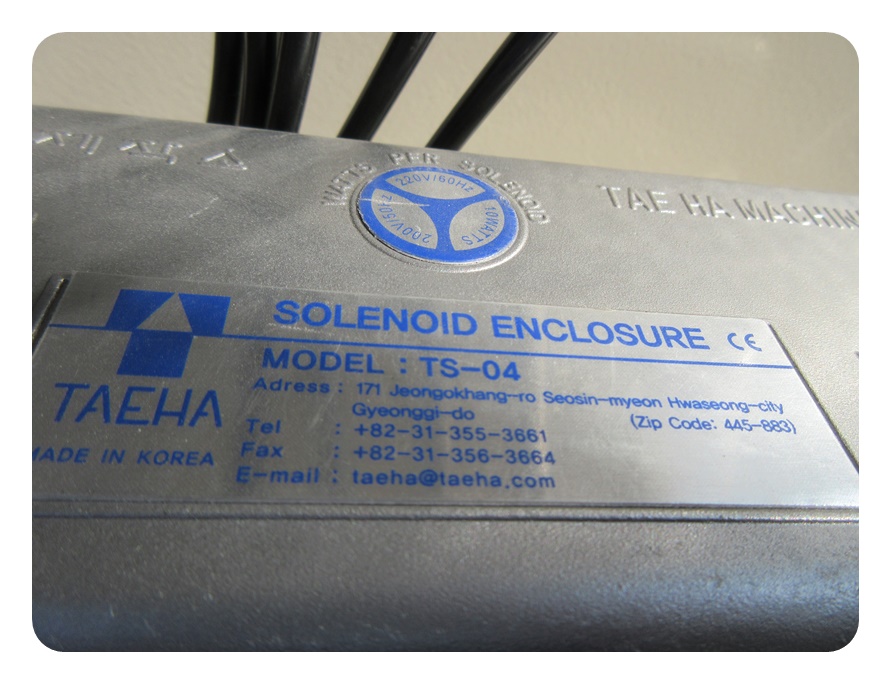 WATTS PER SOLENOID
220V/60Hz
200V/50Hz
10WATTS
TAE HA MACHIN
SOLENOID ENCLOSURE CE
MODEL : TS-04
TAEHA
MADE IN KOREA
Adress : 171 Jeongokhang-ro Seosin-myeon Hwaseong-city
Gyeonggi-do (Zip Code: 445-883)
Tel : +82-31-355-3661
Fax : +82-31-356-3664
E-mail : taeha@taeha.com